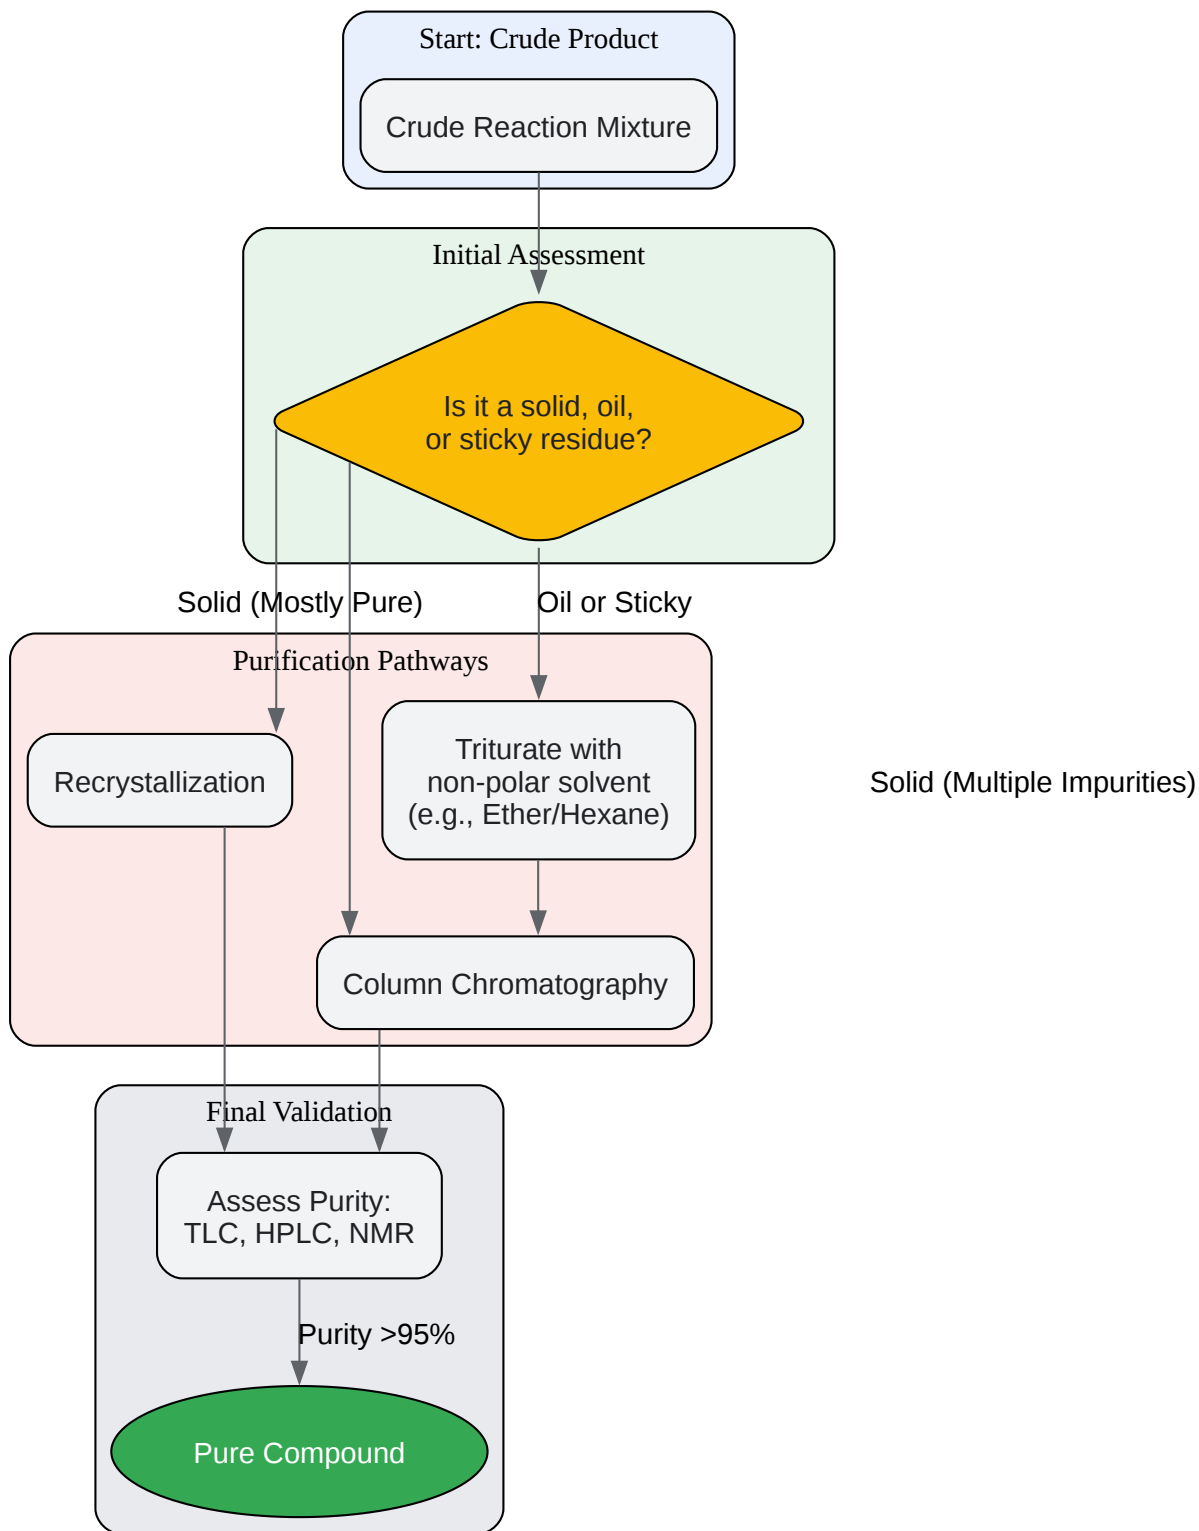 Start: Crude Product
Crude Reaction Mixture
Initial Assessment
Is it a solid, oil,
or sticky residue?
Solid (Mostly Pure)
Oil or Sticky
Purification Pathways
Recrystallization
Triturate with
non-polar solvent
(e.g., Ether/Hexane)
Solid (Multiple Impurities)
Column Chromatography
Final Validation
Assess Purity:
TLC, HPLC, NMR
Purity >95%
Pure Compound